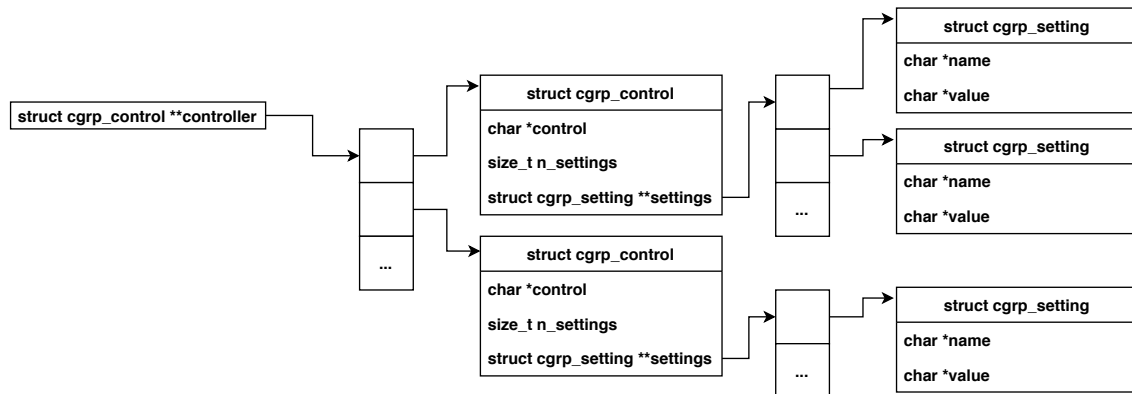 struct cgrp_control **controller
...
struct cgrp_control
char *control
size_t n_settings
struct cgrp_setting **settings
struct cgrp_control
char *control
size_t n_settings
struct cgrp_setting **settings
...
...
struct cgrp_setting
char *name
char *value
struct cgrp_setting
char *name
char *value
struct cgrp_setting
char *name
char *value